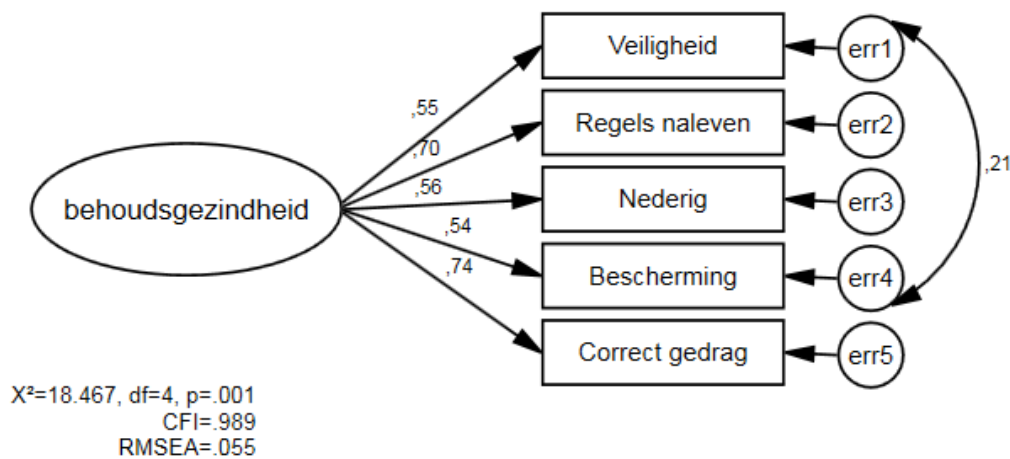 Veiligheid
err1
,55
Regels naleven
err2
,70
,21
,56
behoudsgezindheid
Nederig
err3
,54
Bescherming
err4
,74
Correct gedrag
err5
X²=18.467, df=4, p=.001
CFI=.989
RMSEA=.055